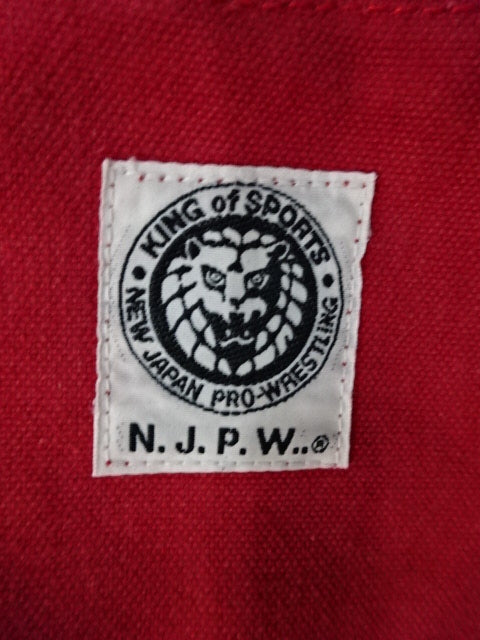 KING of SPORTS
NEW JAPAN PRO-WRESTLING
N. J. P. W..®